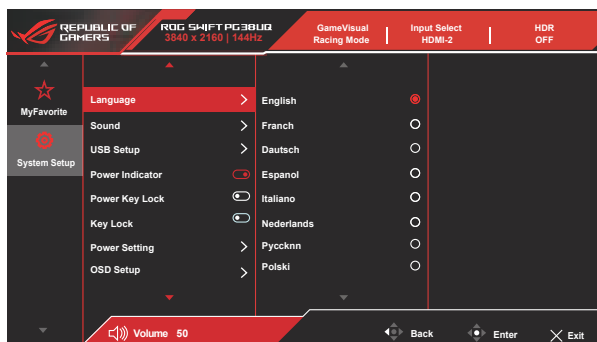 REPUBLIC OF GAMERS
ROG SWIFT PG38UQ
3840 x 2160 | 144Hz
GameVisual
Racing Mode
Input Select
HDMI-2
HDR
OFF
MyFavorite
System Setup
Language
Sound
USB Setup
Power Indicator
Power Key Lock
Key Lock
Power Setting
OSD Setup
English
Franch
Dautsch
Espanol
Italiano
Nederlands
Pyccknn
Polski
Volume 50
Back
Enter
Exit